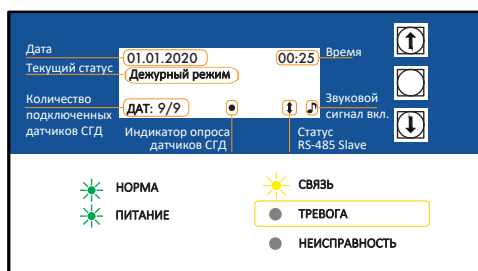 Дата
01.01.2020
00:25
Время
Текущий статус
Дежурный режим
Количество
подключенных
датчиков СГД
ДАТ: 9/9
Звуковой
сигнал вкл.
Индикатор опроса
датчиков СГД
Статус
RS-485 Slave
НОРМА
СВЯЗЬ
ПИТАНИЕ
ТРЕВОГА
НЕИСПРАВНОСТЬ